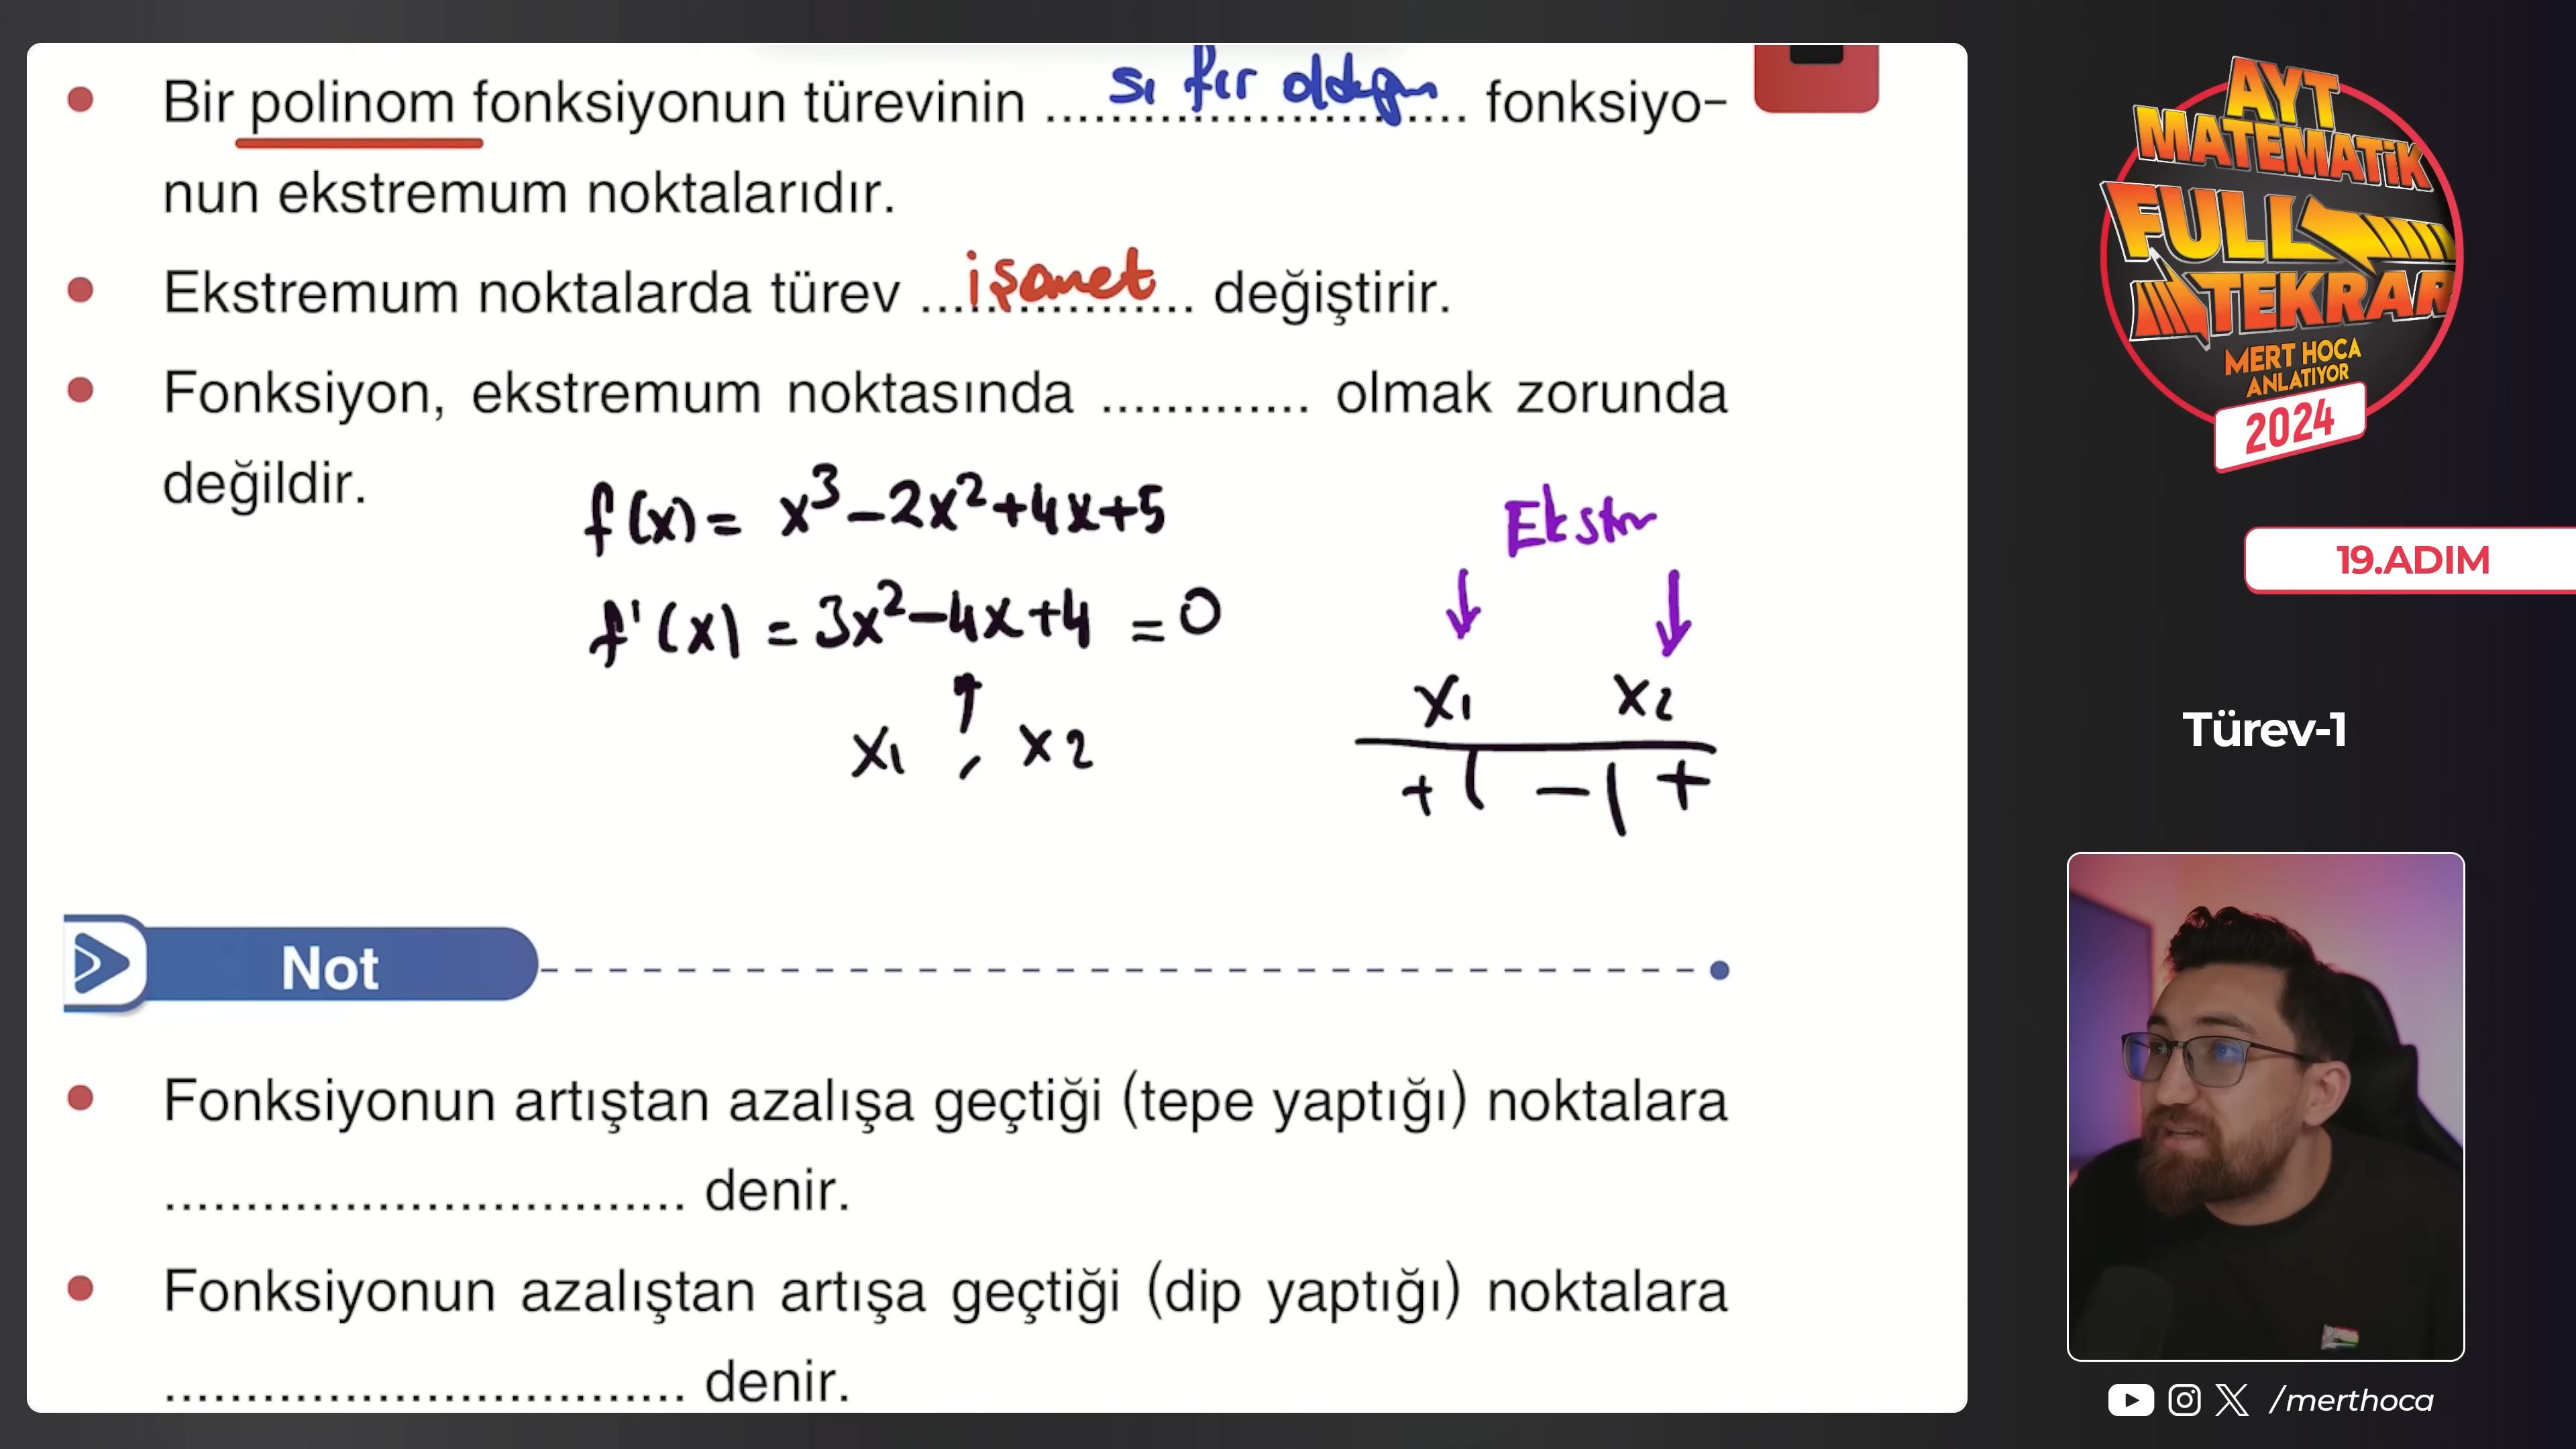 Bir polinom fonksiyonun türevinin .......sıfır olduğu....... fonksiyo-
nun ekstremum noktalarıdır.
Ekstremum noktalarda türev ....işaret.... değiştirir.
Fonksiyon, ekstremum noktasında ............. olmak zorunda
değildir.
f(x) = x³-2x²+4x+5
f'(x) = 3x²-4x+4 = 0
x₁ , x₂
Ekstr
x₁ x₂
+ - +
Not
Fonksiyonun artıştan azalışa geçtiği (tepe yaptığı) noktalara
................................ denir.
Fonksiyonun azalıştan artışa geçtiği (dip yaptığı) noktalara
................................ denir.
AYT
MATEMATİK
FULL
TEKRAR
MERT HOCA
ANLATIYOR
2024
19.ADIM
Türev-1
/merthoca